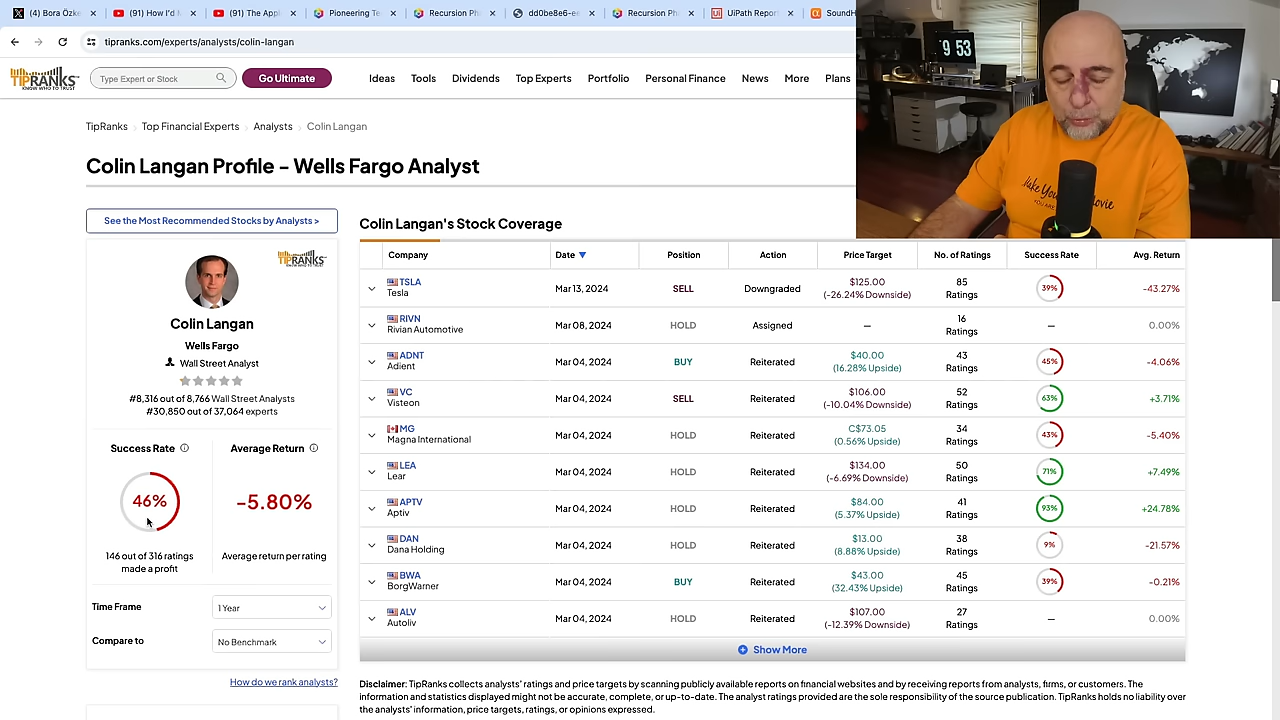 (4) Bora Özke
(91) How I'd I
(91) The Appl
Pioneering Te
Recursion Pha
dd0b
Recursion Pha
UiPath Report
SoundH
tipranks.com
analysts/colin-langan
TIPRANKS
KNOW WHO TO TRUST
Type Expert or Stock
Go Ultimate
Ideas
Tools
Dividends
Top Experts
Portfolio
Personal Finance
News
More
Plans
9 53
TipRanks › Top Financial Experts › Analysts › Colin Langan
Colin Langan Profile – Wells Fargo Analyst
See the Most Recommended Stocks by Analysts >
TIPRANKS
Colin Langan
Wells Fargo
Wall Street Analyst
#8,316 out of 8,766 Wall Street Analysts
#30,850 out of 37,064 experts
Success Rate
Average Return
46%
-5.80%
146 out of 316 ratings
made a profit
Average return per rating
Time Frame
1 Year
Compare to
No Benchmark
How do we rank analysts?
Colin Langan's Stock Coverage
Company Date POSITION Action Price Target No. of Ratings Success Rate Avg. Return
TSLA
Tesla
Mar 13, 2024 SELL Downgraded
$125.00
(-26.24% Downside)
85
Ratings
39%
-43.27%
RIVN
Rivian Automotive
Mar 08, 2024 HOLD Assigned
—
16
Ratings
—
0.00%
ADNT
Adient
Mar 04, 2024 BUY Reiterated
$40.00
(16.28% Upside)
43
Ratings
45%
-4.06%
VC
Visteon
Mar 04, 2024 SELL Reiterated
$106.00
(-10.04% Downside)
52
Ratings
63%
+3.71%
MG
Magna International
Mar 04, 2024 HOLD Reiterated
C$73.05
(0.56% Upside)
34
Ratings
43%
-5.40%
LEA
Lear
Mar 04, 2024 HOLD Reiterated
$134.00
(-6.69% Downside)
50
Ratings
71%
+7.49%
APTV
Aptiv
Mar 04, 2024 HOLD Reiterated
$84.00
(5.37% Upside)
41
Ratings
93%
+24.78%
DAN
Dana Holding
Mar 04, 2024 HOLD Reiterated
$13.00
(8.88% Upside)
38
Ratings
9%
-21.57%
BWA
BorgWarner
Mar 04, 2024 BUY Reiterated
$43.00
(32.43% Upside)
45
Ratings
39%
-0.21%
ALV
Autoliv
Mar 04, 2024 HOLD Reiterated
$107.00
(-12.39% Downside)
27
Ratings
—
0.00%
Show More
Disclaimer: TipRanks collects analysts' ratings and price targets by scanning publicly available reports on financial websites and by receiving reports from analysts, firms, or customers. The
information and statistics displayed might not be accurate, complete, or up-to-date. The analyst ratings provided are the sole responsibility of the source publication. TipRanks holds no liability over
the analysts' information, price targets, ratings, or opinions expressed.